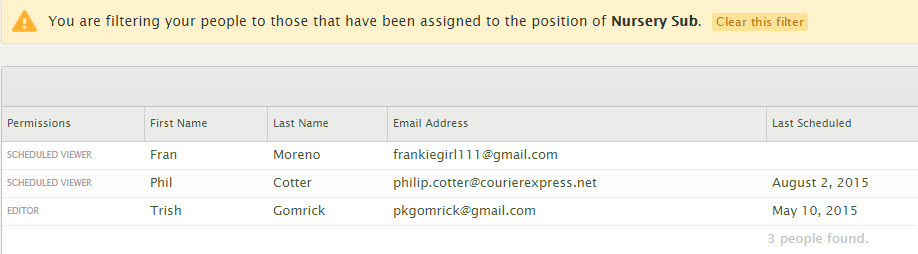 You are filtering your people to those that have been assigned to the position of Nursery Sub. Clear this filter
Permissions First Name Last Name Email Address Last Scheduled
SCHEDULED VIEWER Fran Moreno frankiegirl111@gmail.com
SCHEDULED VIEWER Phil Cotter philip.cotter@courierexpress.net August 2, 2015
EDITOR Trish Gomrick pkgomrick@gmail.com May 10, 2015
3 people found.